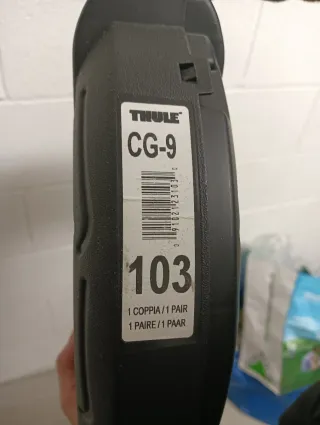 THULE
CG-9
103
1 COPPIA / 1 PAIR
1 PAIRE / 1 PAAR